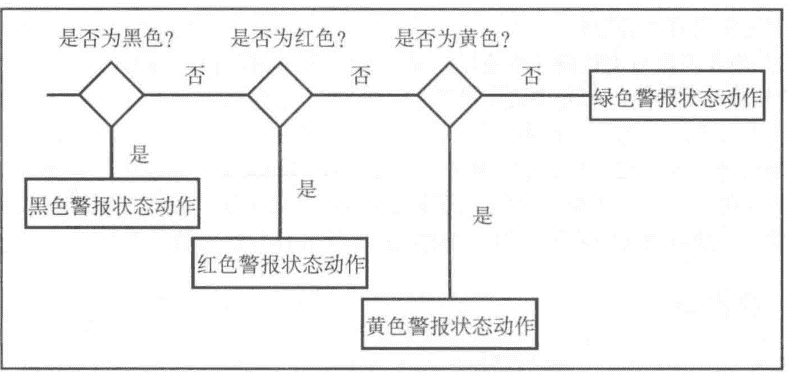 是否为黑色？ 是否为红色？ 是否为黄色？
否 否 否
绿色警报状态动作
是
黑色警报状态动作
是
红色警报状态动作
是
黄色警报状态动作